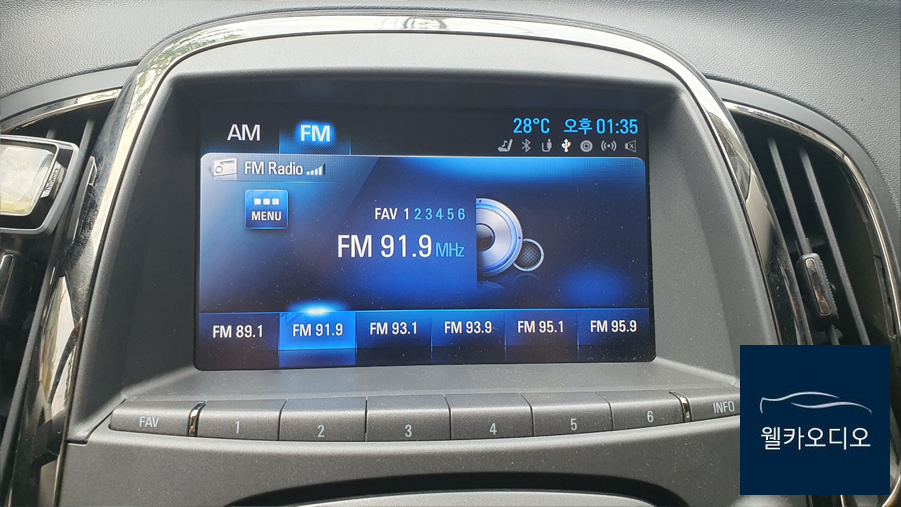 AM FM 28°C 오후 01:35
FM Radio
MENU
FAV 1 2 3 4 5 6
FM 91.9 MHz
FM 89.1 FM 91.9 FM 93.1 FM 93.9 FM 95.1 FM 95.9
FAV 1 2 3 4 5 6 INFO
웰카오디오